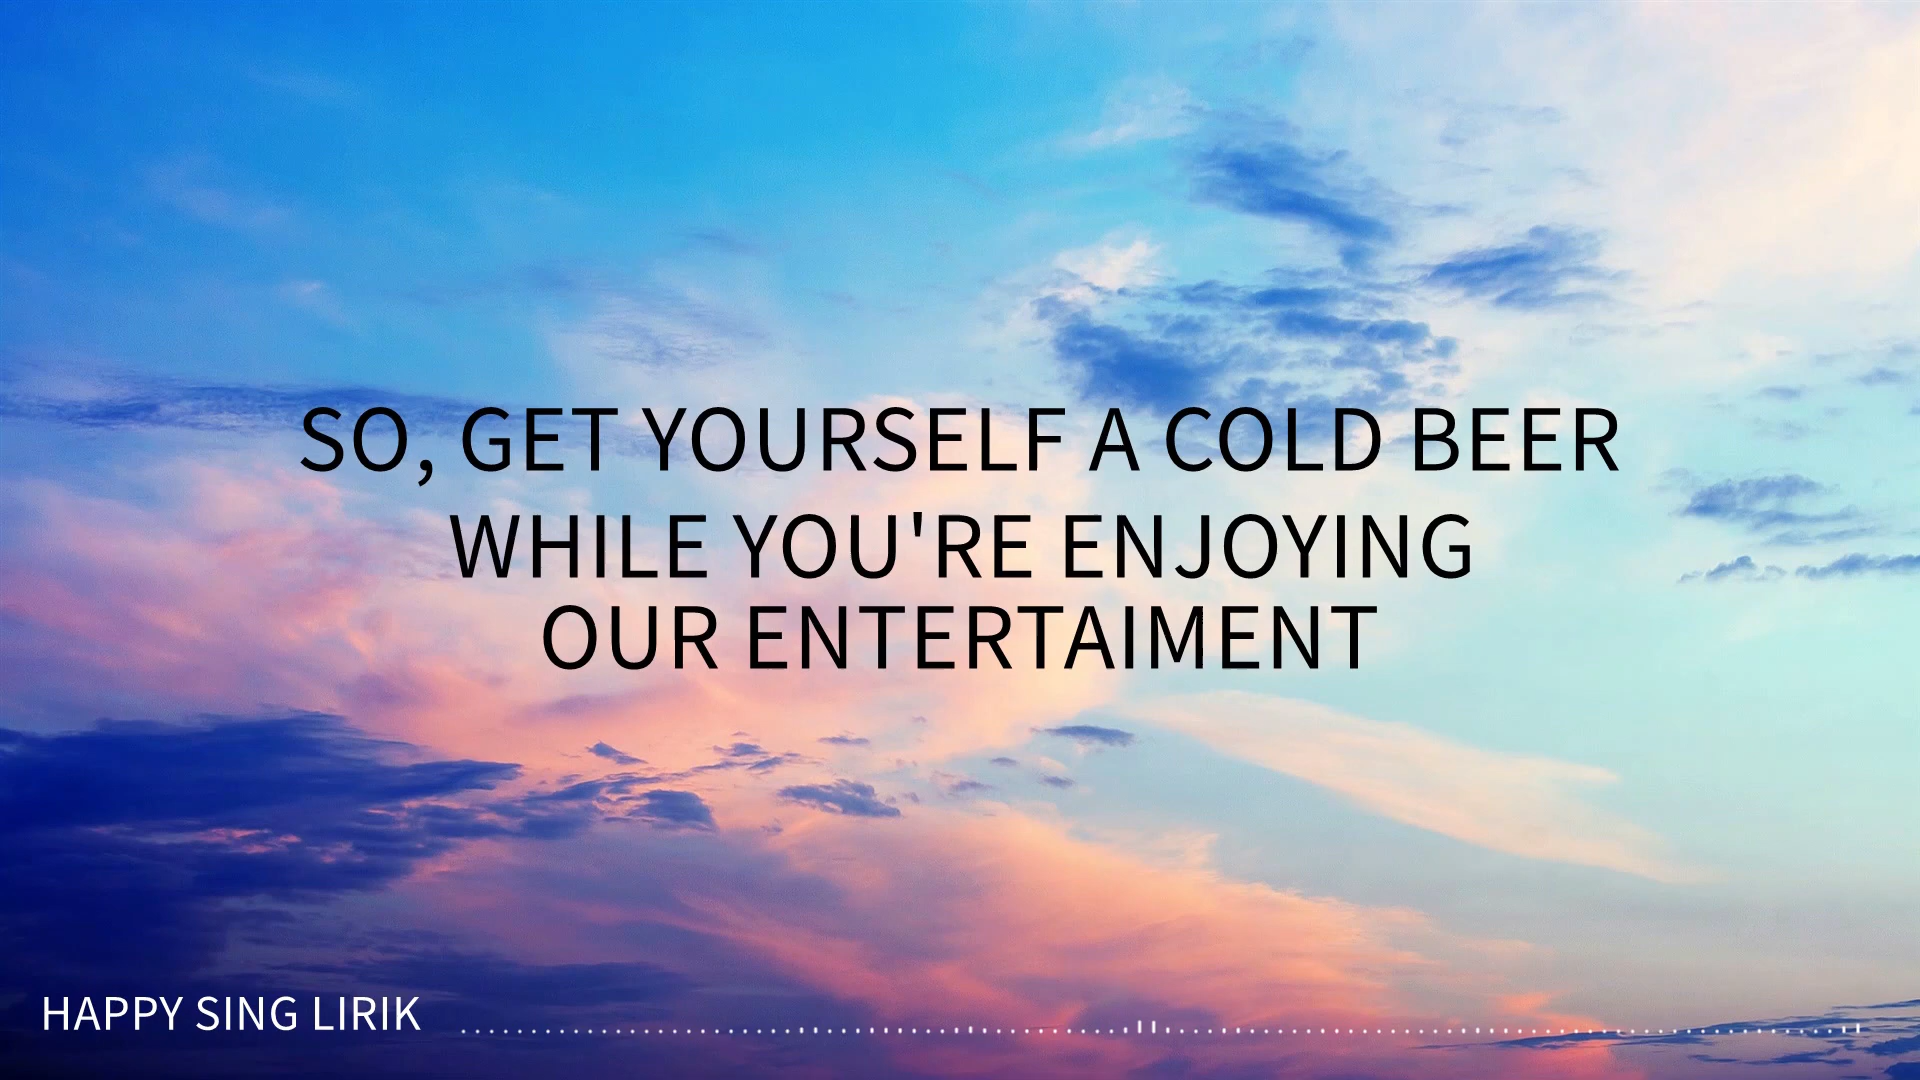 SO, GET YOURSELF A COLD BEER
WHILE YOU'RE ENJOYING
OUR ENTERTAIMENT
HAPPY SING LIRIK